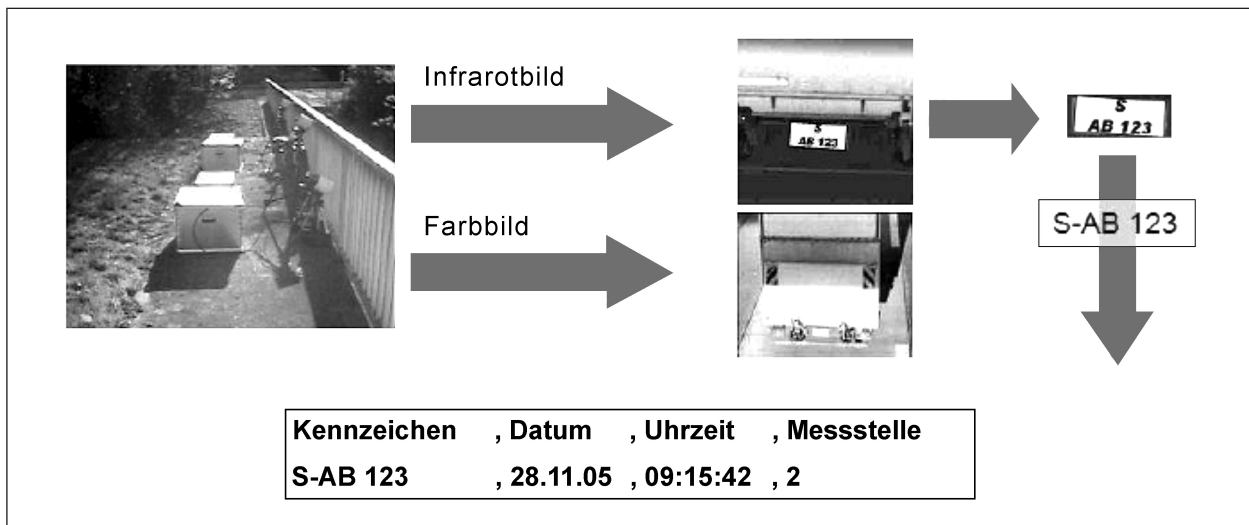 Infrarotbild
Farbbild
S
AB 123
S
AB 123
S-AB 123
Kennzeichen , Datum , Uhrzeit , Messstelle
S-AB 123 , 28.11.05 , 09:15:42 , 2